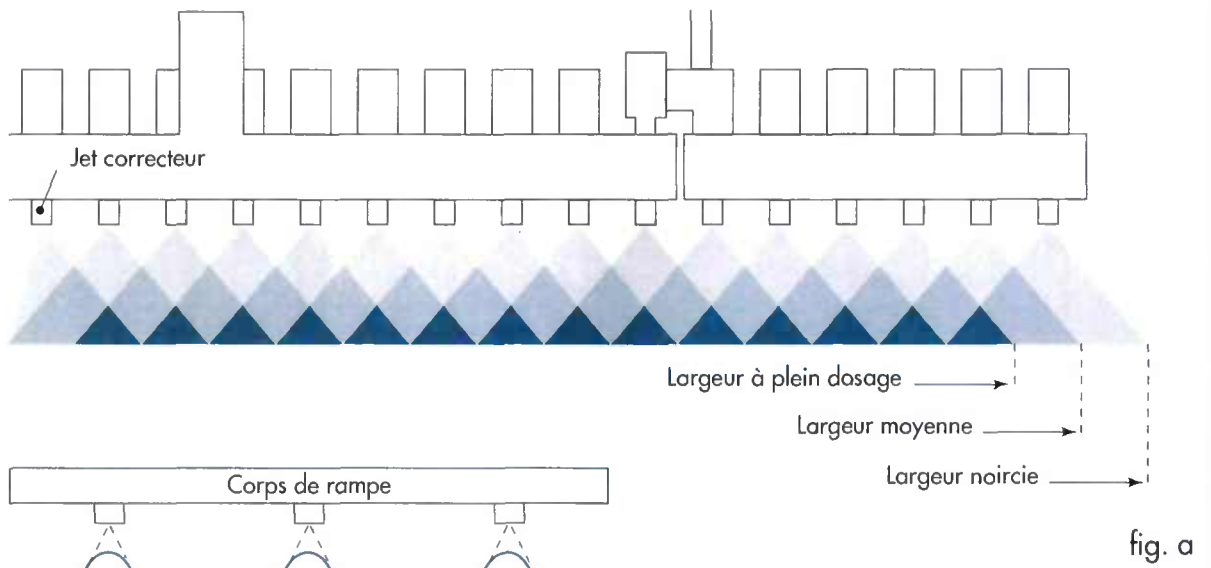 Jet correcteur
Largeur à plein dosage
Largeur moyenne
Largeur noircie
Corps de rampe
fig. a